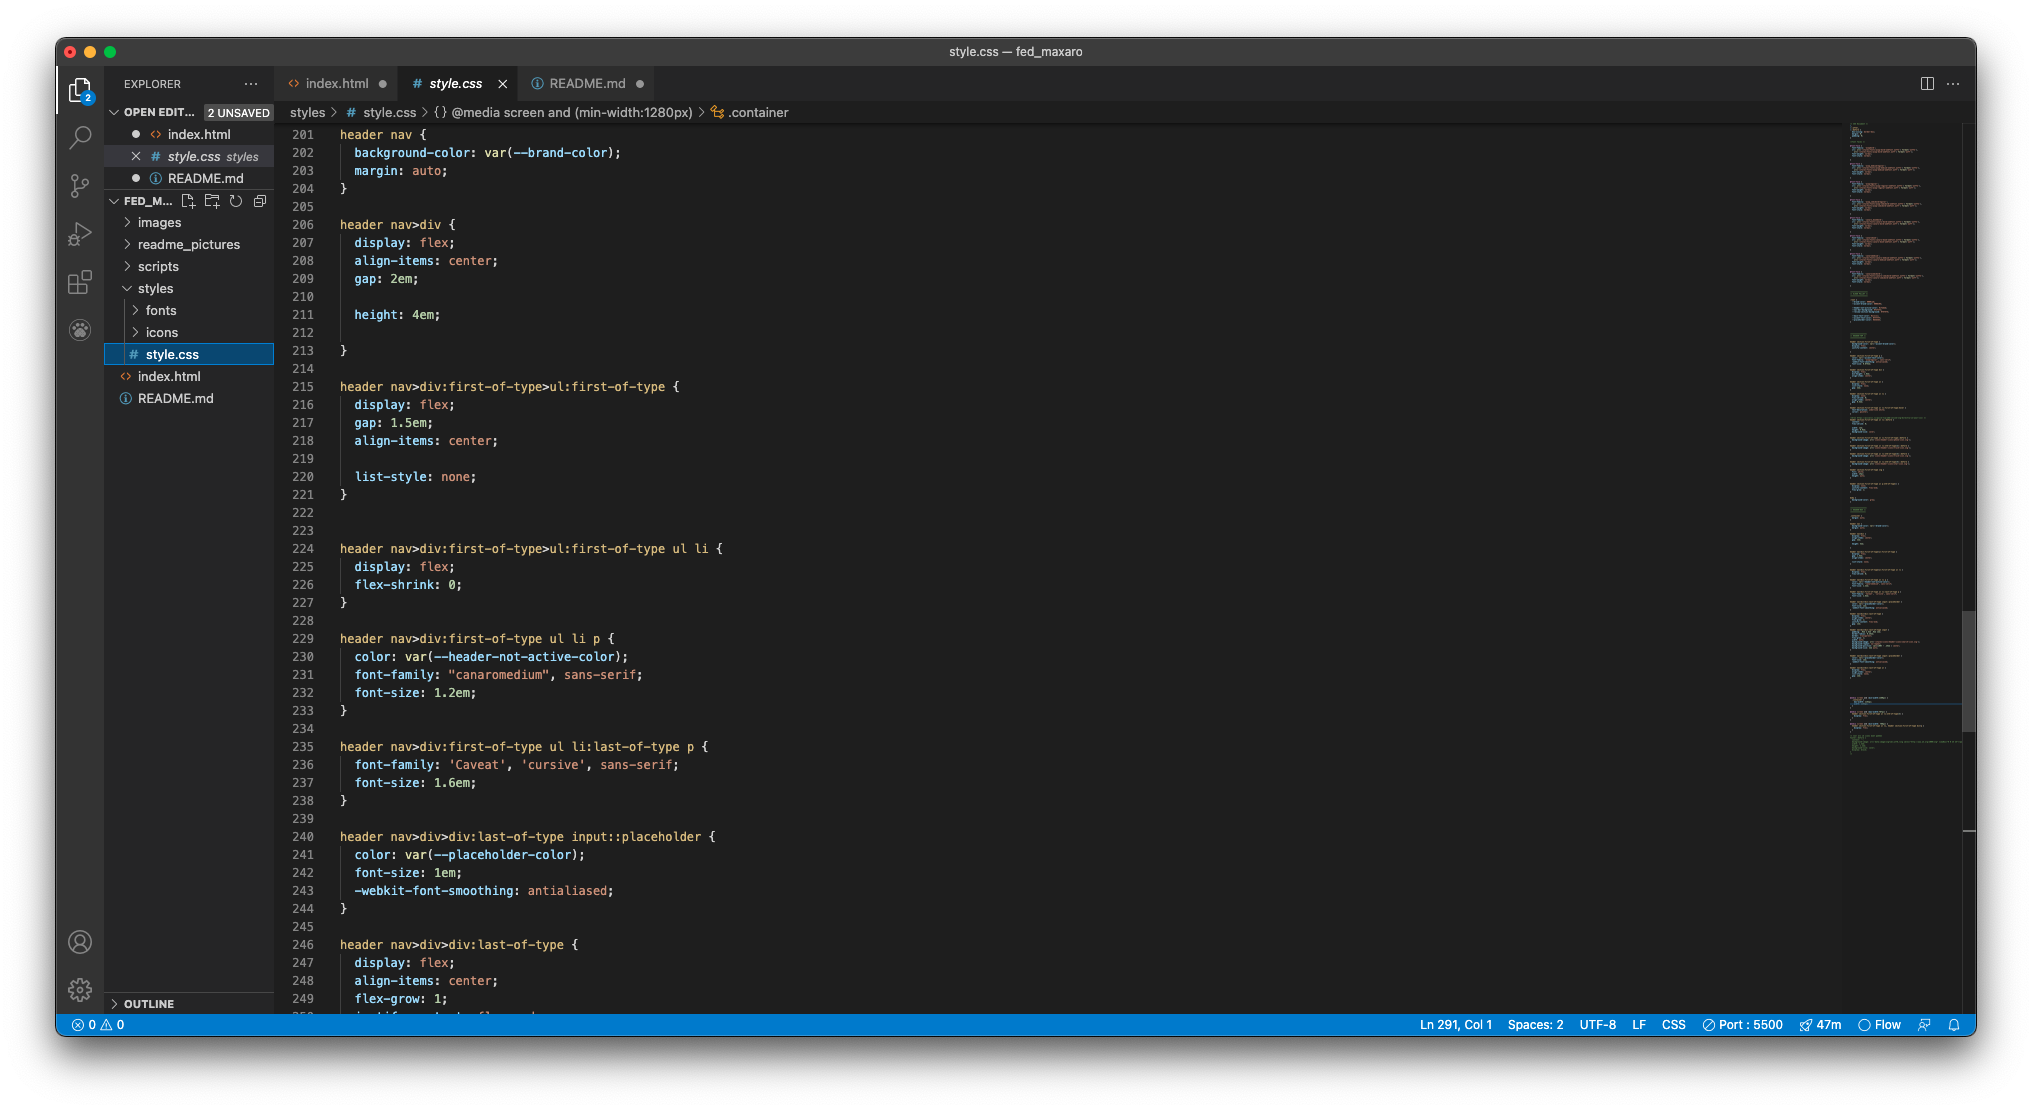 style.css — fed_maxaro
EXPLORER
index.html
style.css
README.md
OPEN EDIT... 2 UNSAVED
index.html
style.css styles
README.md
FED_M...
images
readme_pictures
scripts
styles
fonts
icons
style.css
index.html
README.md
OUTLINE
2
styles > style.css > {} @media screen and (min-width:1280px) > .container
201 header nav {
202 background-color: var(--brand-color);
203 margin: auto;
204 }
205
206 header nav>div {
207 display: flex;
208 align-items: center;
209 gap: 2em;
210
211 height: 4em;
212
213 }
214
215 header nav>div:first-of-type>ul:first-of-type {
216 display: flex;
217 gap: 1.5em;
218 align-items: center;
219
220 list-style: none;
221 }
222
223
224 header nav>div:first-of-type>ul:first-of-type ul li {
225 display: flex;
226 flex-shrink: 0;
227 }
228
229 header nav>div:first-of-type ul li p {
230 color: var(--header-not-active-color);
231 font-family: "canaromedium", sans-serif;
232 font-size: 1.2em;
233 }
234
235 header nav>div:first-of-type ul li:last-of-type p {
236 font-family: 'Caveat', 'cursive', sans-serif;
237 font-size: 1.6em;
238 }
239
240 header nav>div>div:last-of-type input::placeholder {
241 color: var(--placeholder-color);
242 font-size: 1em;
243 -webkit-font-smoothing: antialiased;
244 }
245
246 header nav>div>div:last-of-type {
247 display: flex;
248 align-items: center;
249 flex-grow: 1;
0 0
Ln 291, Col 1 Spaces: 2 UTF-8 LF CSS Port : 5500 47m Flow